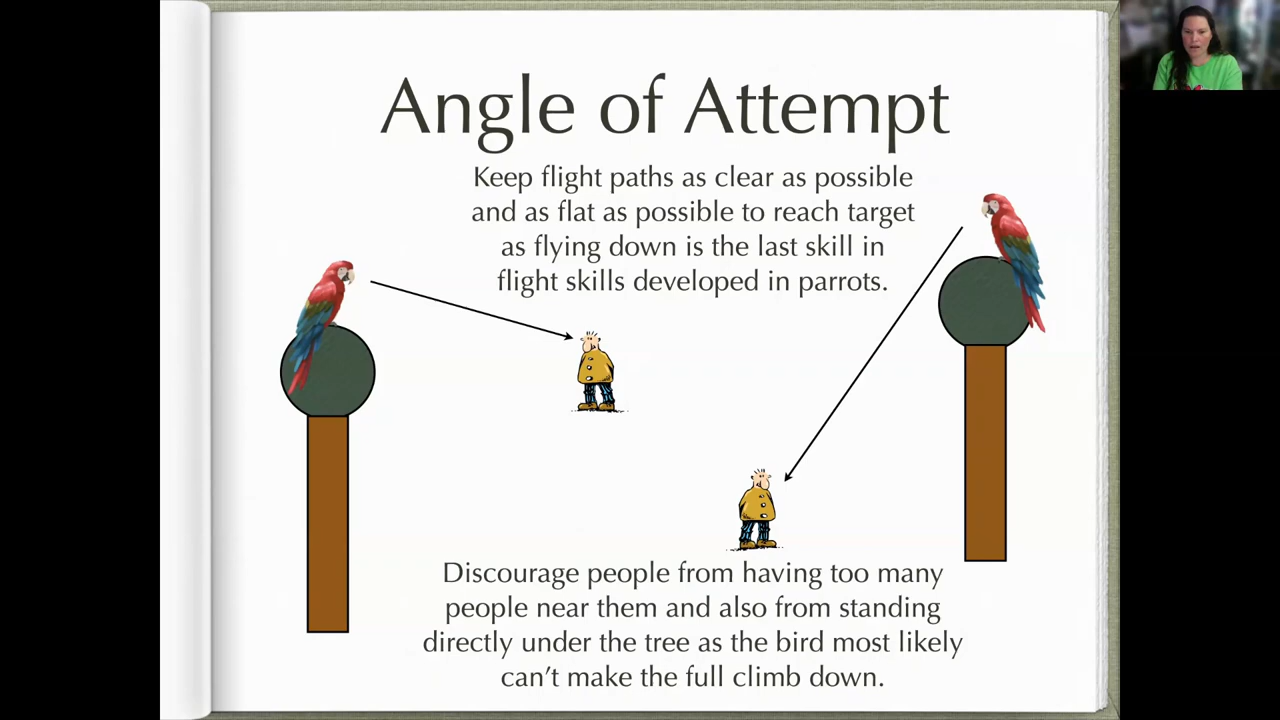 Angle of Attempt
Keep flight paths as clear as possible
and as flat as possible to reach target
as flying down is the last skill in
flight skills developed in parrots.
Discourage people from having too many
people near them and also from standing
directly under the tree as the bird most likely
can’t make the full climb down.